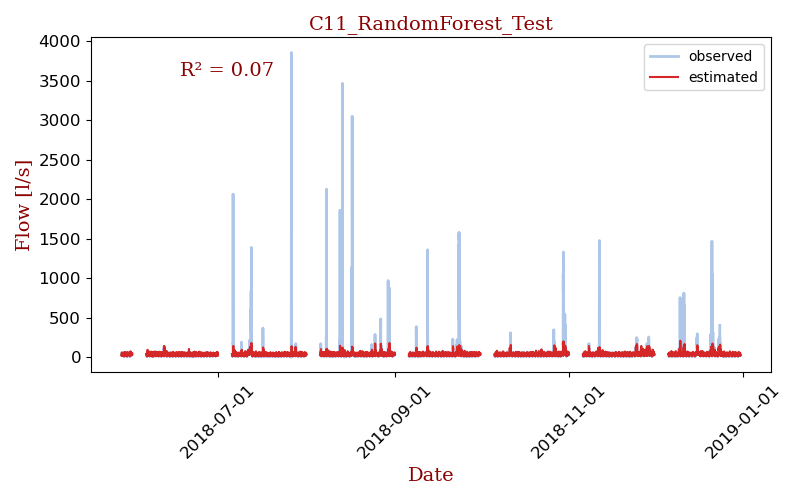 C11_RandomForest_Test
R² = 0.07
observed
estimated
Flow [l/s]
4000
3500
3000
2500
2000
1500
1000
500
0
2018-07-01
2018-09-01
2018-11-01
2019-01-01
Date